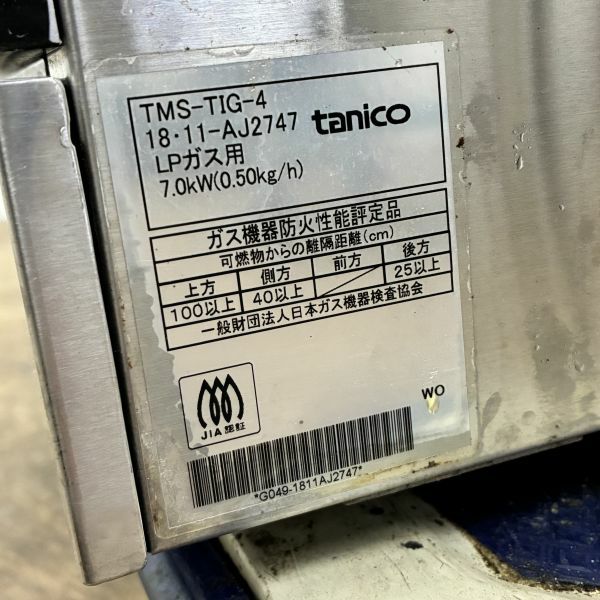 TMS-TIG-4
18・11-AJ2747 tanico
LPガス用
7.0kW(0.50kg/h)
ガス機器防火性能評定品
可燃物からの離隔距離(cm)
上方 側方 前方 後方
100以上 40以上 25以上
一般財団法人日本ガス機器検査協会
JIA 認証
WO
*G049-1811AJ2747*